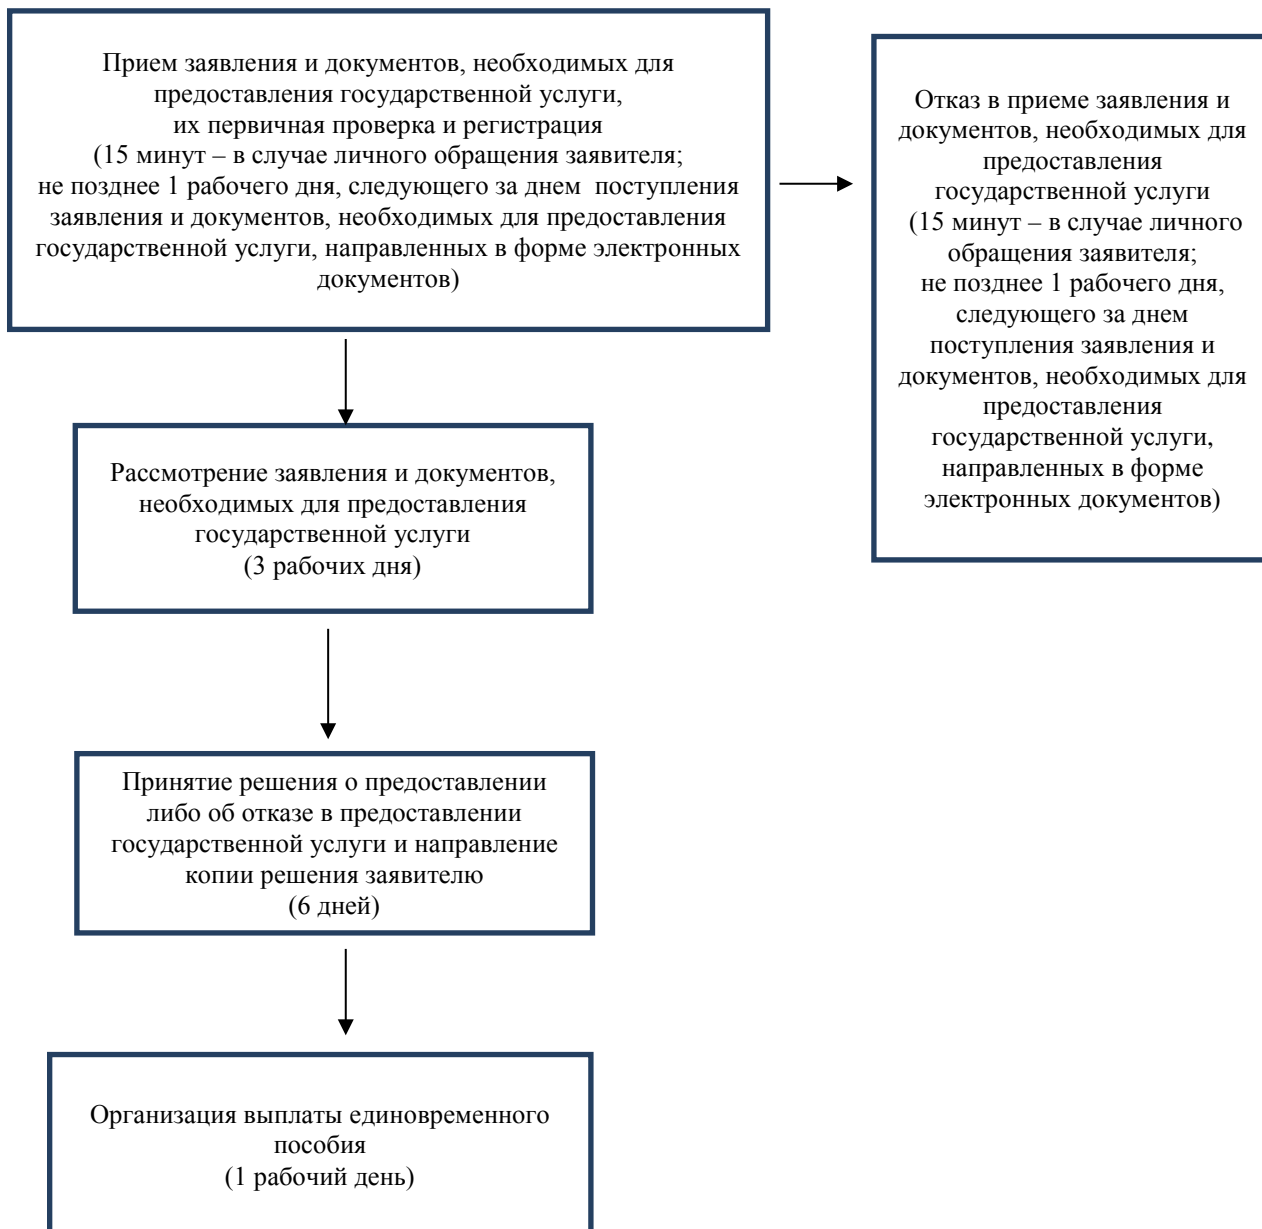 Прием заявления и документов, необходимых для
предоставления государственной услуги,
их первичная проверка и регистрация
(15 минут – в случае личного обращения заявителя;
не позднее 1 рабочего дня, следующего за днем поступления
заявления и документов, необходимых для предоставления
государственной услуги, направленных в форме электронных
документов)
Отказ в приеме заявления и
документов, необходимых для
предоставления
государственной услуги
(15 минут – в случае личного
обращения заявителя;
не позднее 1 рабочего дня,
следующего за днем
поступления заявления и
документов, необходимых для
предоставления
государственной услуги,
направленных в форме
электронных документов)
Рассмотрение заявления и документов,
необходимых для предоставления
государственной услуги
(3 рабочих дня)
Принятие решения о предоставлении
либо об отказе в предоставлении
государственной услуги и направление
копии решения заявителю
(6 дней)
Организация выплаты единовременного
пособия
(1 рабочий день)